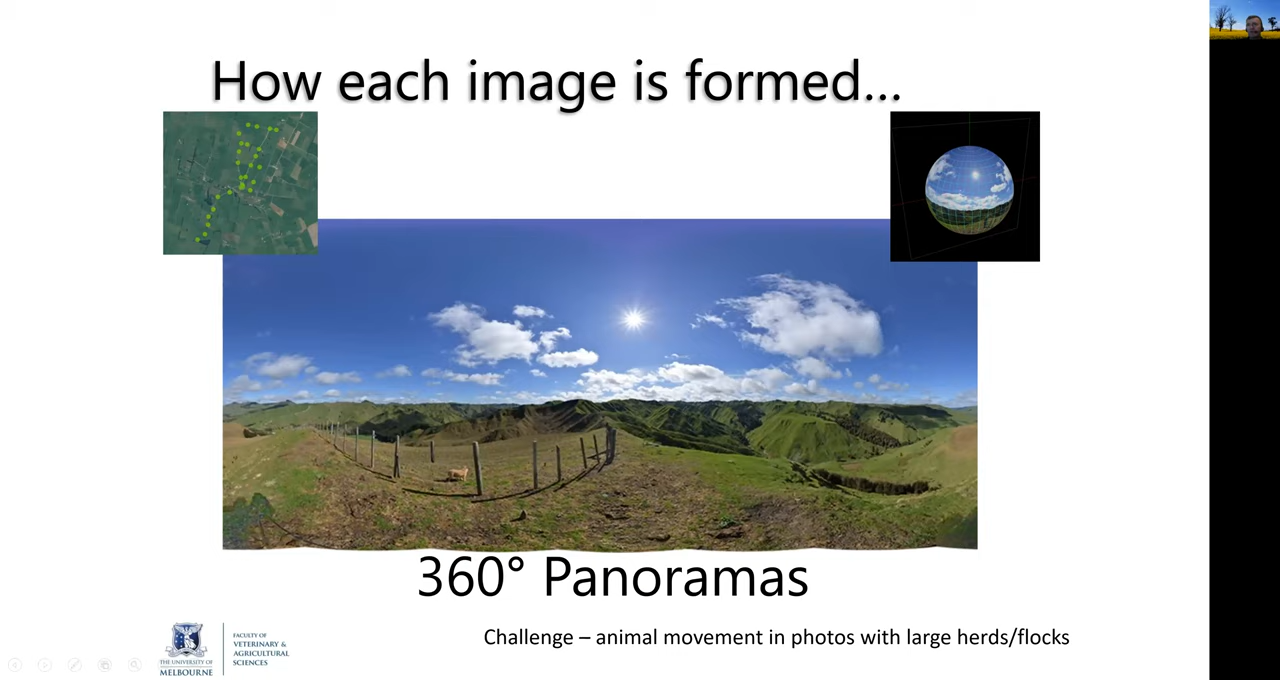 How each image is formed...
360° Panoramas
Challenge – animal movement in photos with large herds/flocks
THE UNIVERSITY OF
MELBOURNE
FACULTY OF
VETERINARY &
AGRICULTURAL
SCIENCES